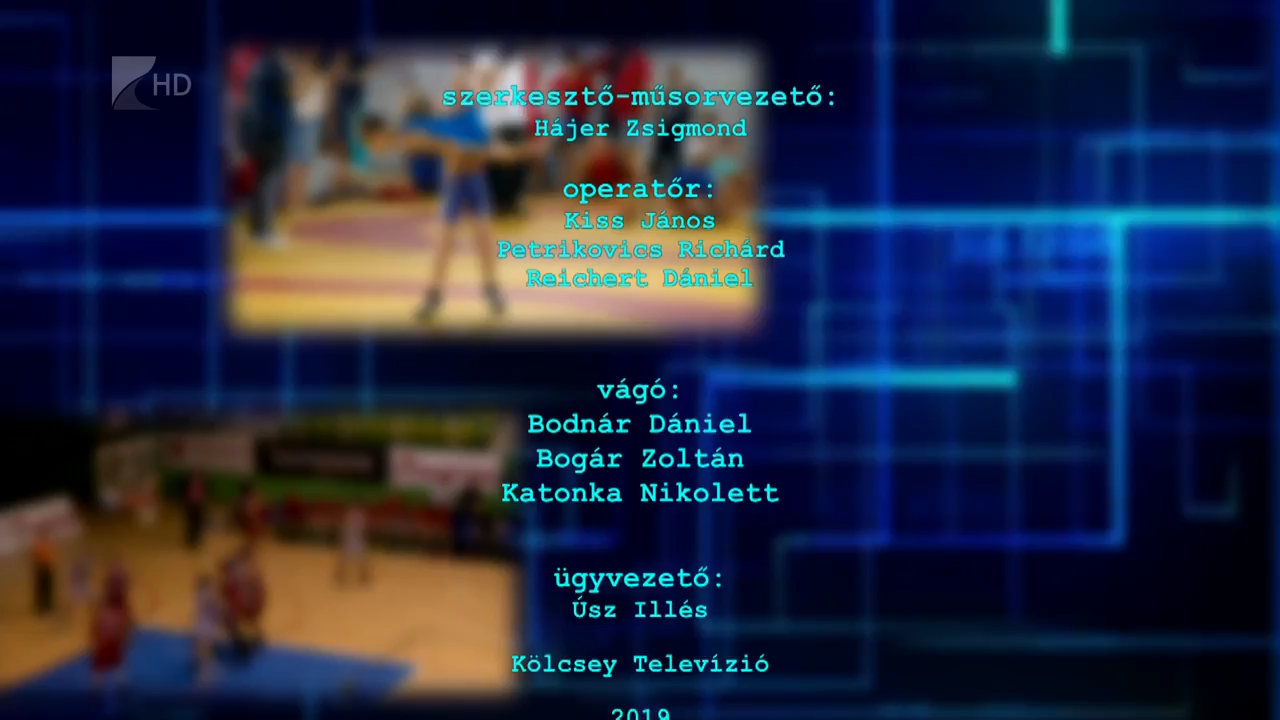 HD
szerkesztő-műsorvezető:
Hájer Zsigmond
operatőr:
Kiss János
Petrikovics Richárd
Reichert Dániel
vágó:
Bodnár Dániel
Bogár Zoltán
Katonka Nikolett
ügyvezető:
Úsz Illés
Kölcsey Televízió
2019